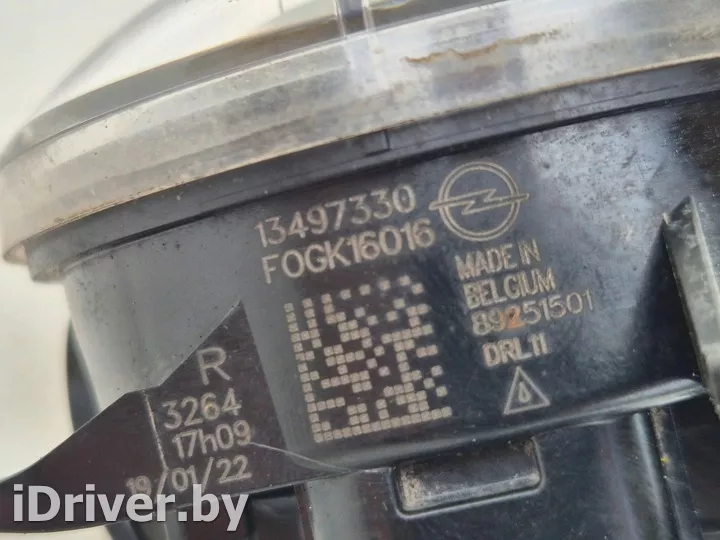 13497330
FOGK16016
MADE IN
BELGIUM
89251501
DRL11
R
3264
17h09
19/01/22
iDriver.by